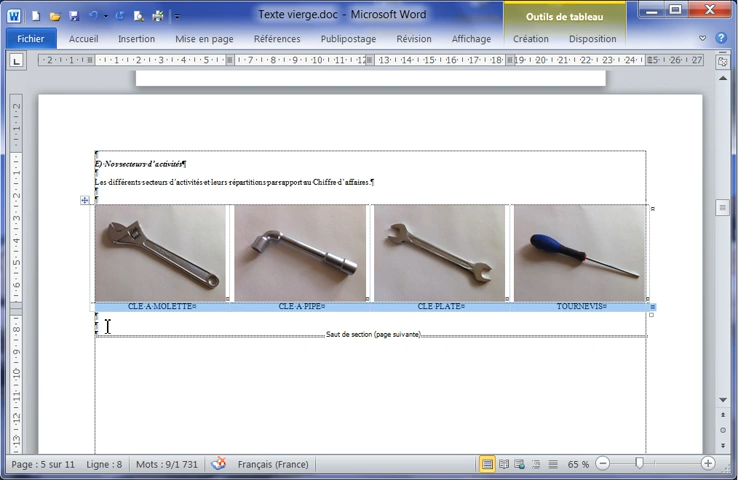 Texte vierge.doc - Microsoft Word
Outils de tableau
Fichier Accueil Insertion Mise en page Références Publipostage Révision Affichage Création Disposition
E) Nos secteurs d'activités¶
Les différents secteurs d'activités et leurs répartitions par rapport au Chiffre d'affaires.¶
CLE A MOLETTE¤ CLE A PIPE¤ CLE PLATE¤ TOURNEVIS¤
Saut de section (page suivante)
Page : 5 sur 11 Ligne : 8 Mots : 9/1 731 Français (France) 65 %